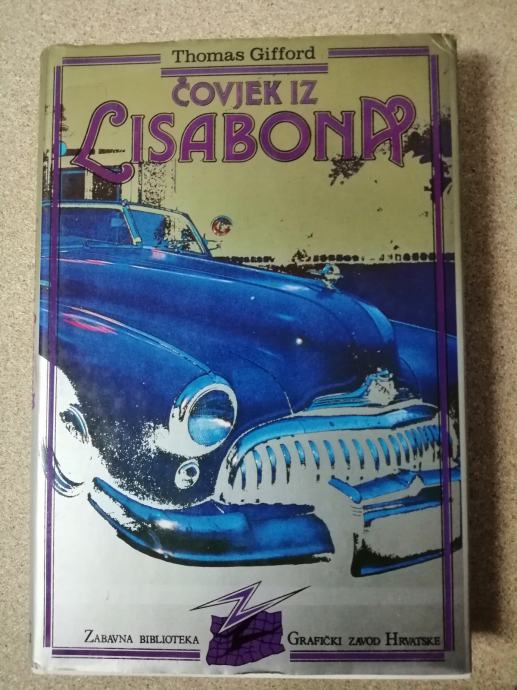 Thomas Gifford
ČOVJEK IZ
LISABONA
ZABAVNA BIBLIOTEKA
GRAFIČKI ZAVOD HRVATSKE